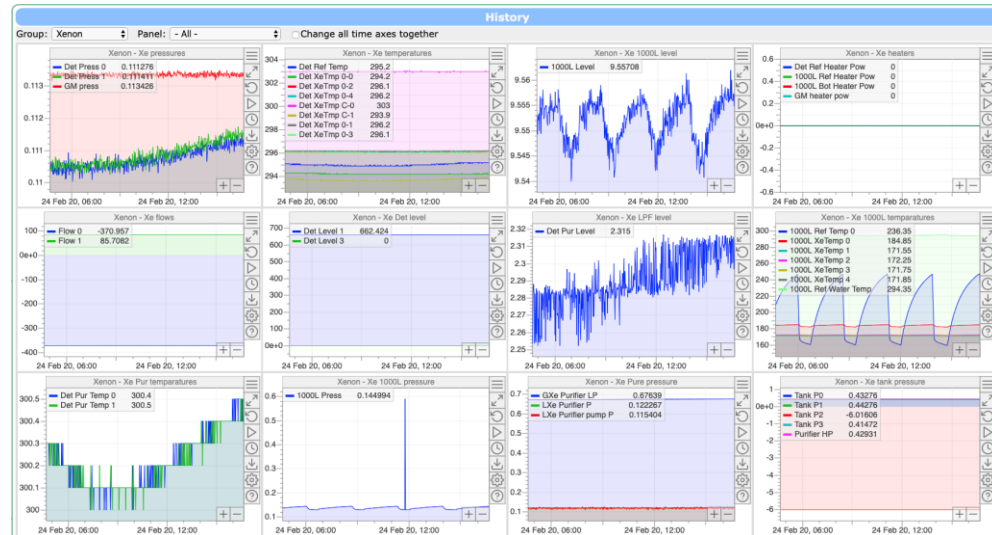 History
Group: Xenon Panel: - All - Change all time axes together
Xenon - Xe pressures
Det Press 0 0.111276
Det Press 1 0.111411
GM press 0.113426
0.113
0.112
0.111
0.11
24 Feb 20, 06:00 24 Feb 20, 12:00
Xenon - Xe temperatures
304
302
300
298
296
294
Det Ref Temp 295.2
Det XeTmp 0-0 294.2
Det XeTmp 0-2 296.1
Det XeTmp 0-4 296.2
Det XeTmp C-0 303
Det XeTmp C-1 293.9
Det XeTmp 0-1 296.2
Det XeTmp 0-3 296.1
24 Feb 20, 06:00 24 Feb 20, 12:00
Xenon - Xe 1000L level
1000L Level 9.55708
9.56
9.555
9.55
9.545
9.54
24 Feb 20, 06:00 24 Feb 20, 12:00
Xenon - Xe heaters
Det Ref Heater Pow 0
1000L Ref Heater Pow 0
1000L Bot Heater Pow 0
GM heater pow 0
0.6
0.4
0.2
0e+0
-0.2
-0.4
-0.6
24 Feb 20, 06:00 24 Feb 20, 12:00
Xenon - Xe flows
Flow 0 -370.957
Flow 1 85.7082
100
0e+0
-100
-200
-300
-400
24 Feb 20, 06:00 24 Feb 20, 12:00
Xenon - Xe Det level
Det Level 1 662.424
Det Level 3 0
700
600
500
400
300
200
100
0e+0
24 Feb 20, 06:00 24 Feb 20, 12:00
Xenon - Xe LPF level
Det Pur Level 2.315
2.32
2.31
2.3
2.29
2.28
2.27
2.26
2.25
24 Feb 20, 06:00 24 Feb 20, 12:00
Xenon - Xe 1000L temparatures
1000L Ref Temp 0 236.35
1000L XeTemp 0 184.85
1000L XeTemp 1 171.55
1000L XeTemp 2 172.25
1000L XeTemp 3 171.75
1000L XeTemp 4 171.85
1000L Ref Water Temp 294.35
300
280
260
240
220
200
180
160
24 Feb 20, 06:00 24 Feb 20, 12:00
Xenon - Xe Pur temparatures
Det Pur Temp 0 300.4
Det Pur Temp 1 300.5
300.5
300.4
300.3
300.2
300.1
300
24 Feb 20, 06:00 24 Feb 20, 12:00
Xenon - Xe 1000L pressure
1000L Press 0.144994
0.6
0.5
0.4
0.3
0.2
0.1
24 Feb 20, 06:00 24 Feb 20, 12:00
Xenon - Xe Pure pressure
GXe Purifier LP 0.67639
LXe Purifier P 0.122267
LXe Purifier pump P 0.115404
0.7
0.6
0.5
0.4
0.3
0.2
0.1
24 Feb 20, 06:00 24 Feb 20, 12:00
Xenon - Xe tank pressure
Tank P0 0.43276
Tank P1 0.44276
Tank P2 -6.01606
Tank P3 0.41472
Purifier HP 0.42931
1
0e+0
-1
-2
-3
-4
-5
-6
24 Feb 20, 06:00 24 Feb 20, 12:00